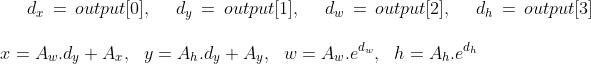 d_x = output[0], d_y = output[1], d_w = output[2], d_h = output[3]
x = A_w.d_y + A_x, y = A_h.d_y + A_y, w = A_w.e^{d_w}, h = A_h.e^{d_h}